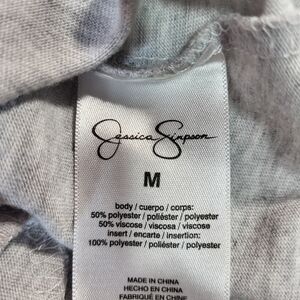 Jessica Simpson
M
body / cuerpo / corps:
50% polyester / poliéster / polyester
50% viscose / viscosa / viscose
insert / encarte / insertion:
100% polyester / poliéster / polyester
MADE IN CHINA
HECHO EN CHINA
FABRIQUÉ EN CHINE